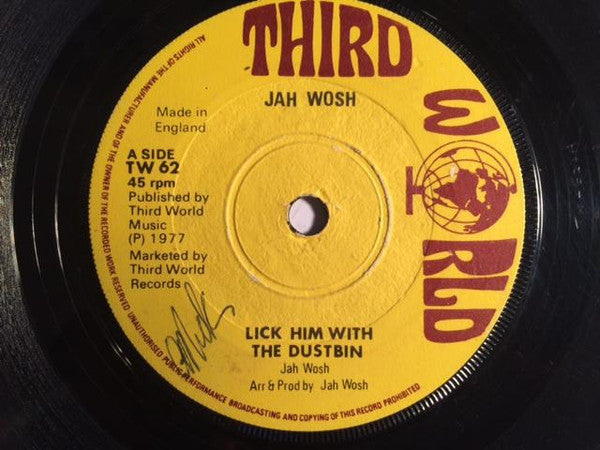 THIRD
WORLD
JAH WOSH
Made in
England
A SIDE
TW 62
45 rpm
Published by
Third World
Music
(P) 1977
Marketed by
Third World
Records
LICK HIM WITH
THE DUSTBIN
Jah Wosh
Arr & Prod by Jah Wosh
ALL RIGHTS OF THE MANUFACTURER AND OF THE OWNER OF THE RECORDED WORK RESERVED UNAUTHORISED PUBLIC PERFORMANCE BROADCASTING AND COPYING OF THIS RECORD PROHIBITED